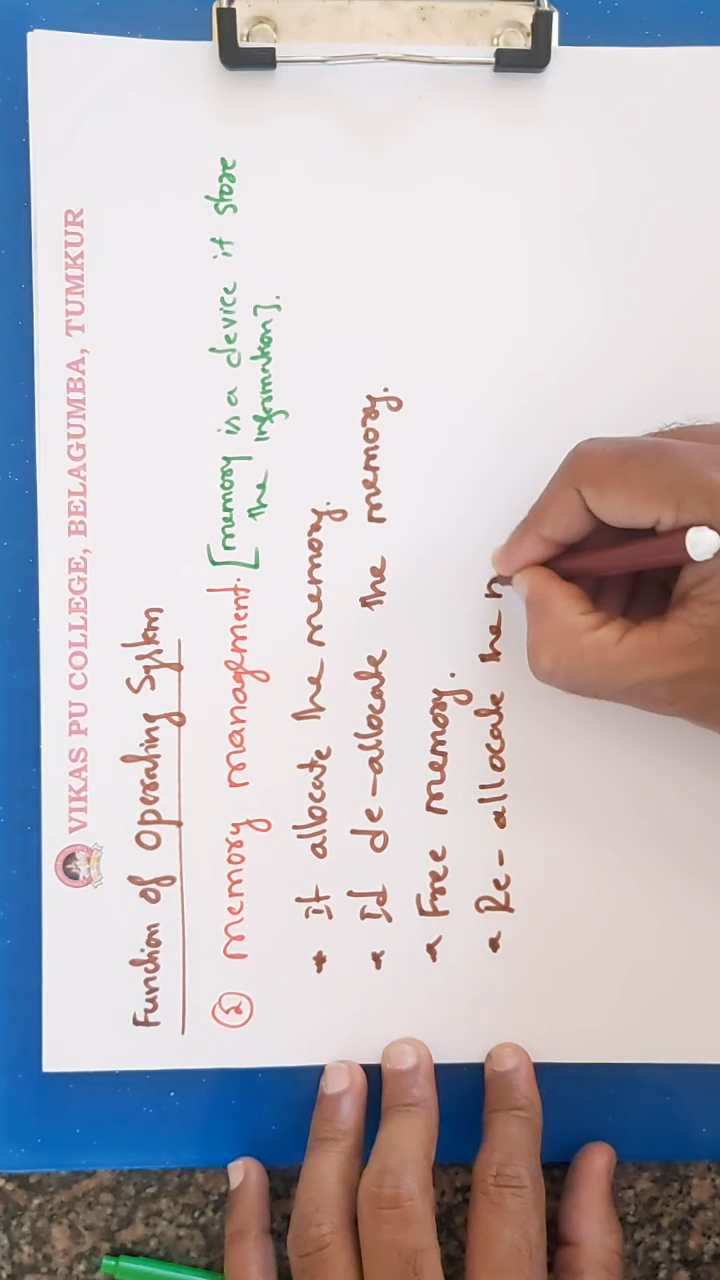 VIKAS PU COLLEGE, BELAGUMBA, TUMKUR
Function of Operating System
② memory management. [memory is a device it store
the information].
* It allocate the memory.
* Id de-allocate the memory.
* Free memory.
* Re-allocate the